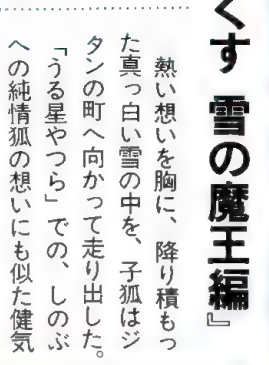 くす 雪の魔王編』
熱い想いを胸に、降り積もっ
た真っ白い雪の中を、子狐はジ
タンの町へ向かって走り出した。
「うる星やつら」での、しのぶ
への純情狐の想いにも似た健気